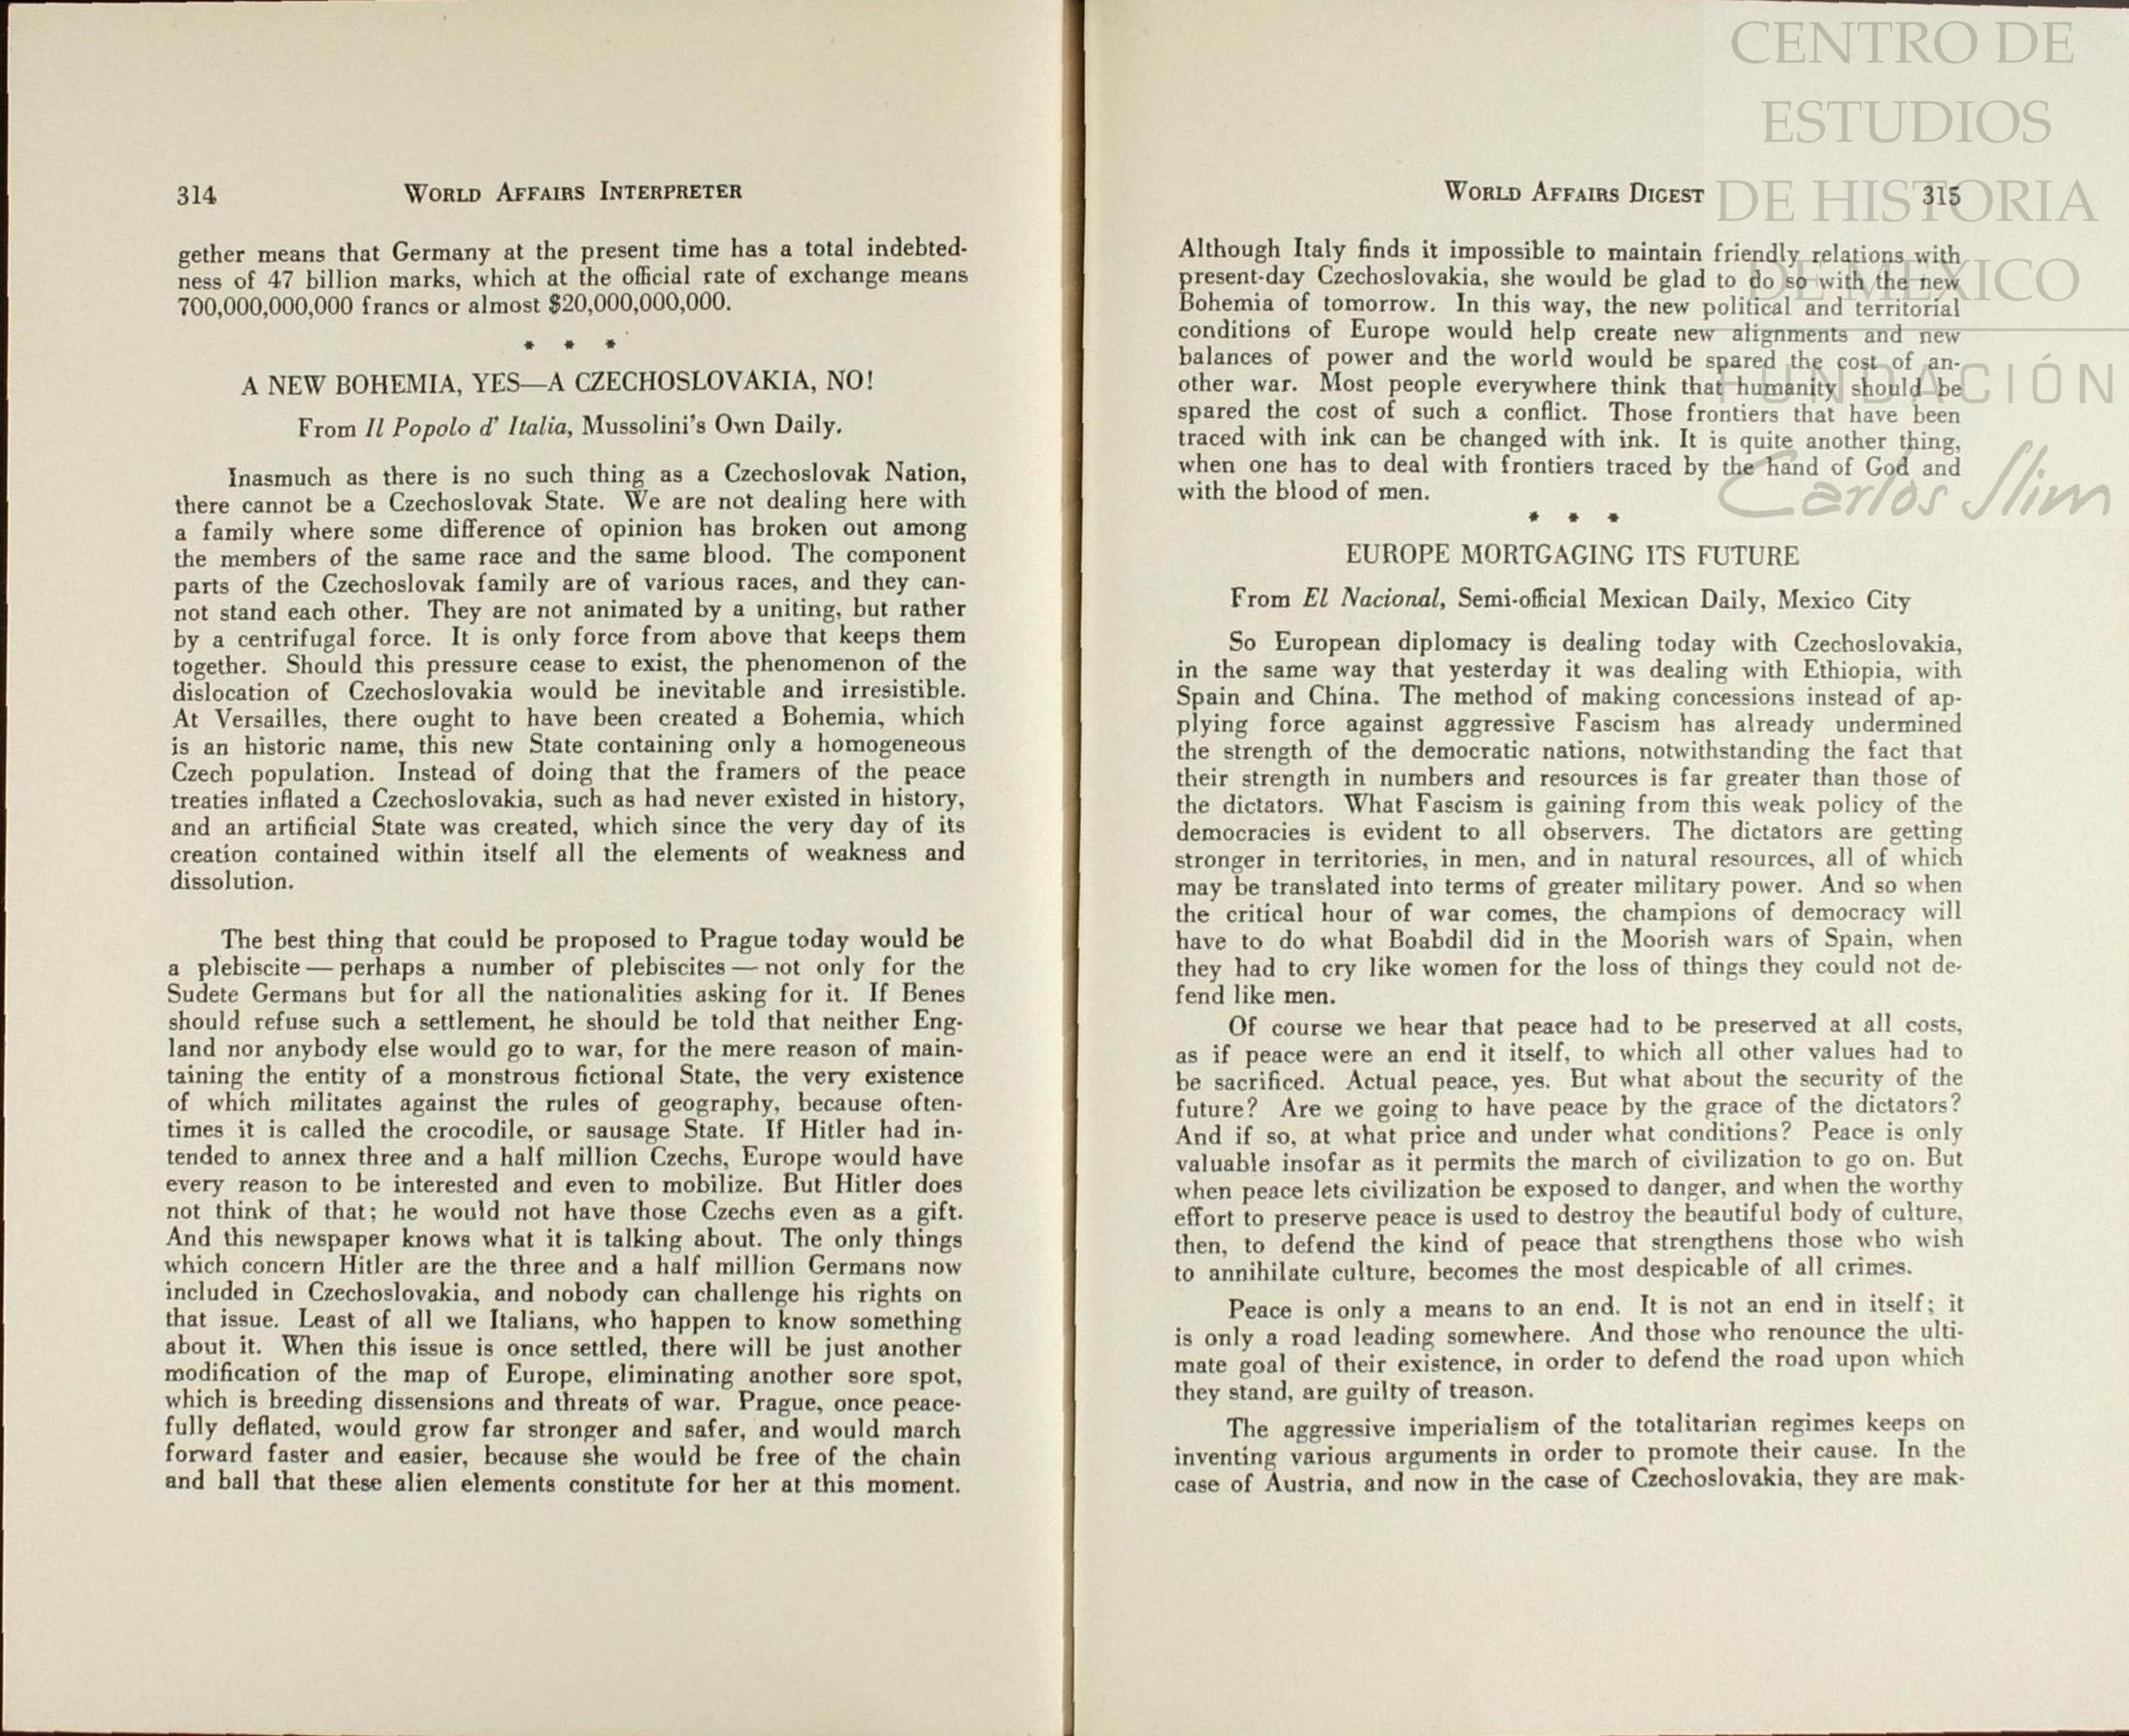 314 WORLD AFFAIRS INTERPRETER
gether means that Germany at the present time has a total indebted-
ness of 47 billion marks, which at the official rate of exchange means
700,000,000,000 francs or almost $20,000,000,000.
* * *
A NEW BOHEMIA, YES—A CZECHOSLOVAKIA, NO!
From Il Popolo d' Italia, Mussolini's Own Daily.
Inasmuch as there is no such thing as a Czechoslovak Nation,
there cannot be a Czechoslovak State. We are not dealing here with
a family where some difference of opinion has broken out among
the members of the same race and the same blood. The component
parts of the Czechoslovak family are of various races, and they can-
not stand each other. They are not animated by a uniting, but rather
by a centrifugal force. It is only force from above that keeps them
together. Should this pressure cease to exist, the phenomenon of the
dislocation of Czechoslovakia would be inevitable and irresistible.
At Versailles, there ought to have been created a Bohemia, which
is an historic name, this new State containing only a homogeneous
Czech population. Instead of doing that the framers of the peace
treaties inflated a Czechoslovakia, such as had never existed in history,
and an artificial State was created, which since the very day of its
creation contained within itself all the elements of weakness and
dissolution.
The best thing that could be proposed to Prague today would be
a plebiscite — perhaps a number of plebiscites — not only for the
Sudete Germans but for all the nationalities asking for it. If Benes
should refuse such a settlement, he should be told that neither Eng-
land nor anybody else would go to war, for the mere reason of main-
taining the entity of a monstrous fictional State, the very existence
of which militates against the rules of geography, because often-
times it is called the crocodile, or sausage State. If Hitler had in-
tended to annex three and a half million Czechs, Europe would have
every reason to be interested and even to mobilize. But Hitler does
not think of that; he would not have those Czechs even as a gift.
And this newspaper knows what it is talking about. The only things
which concern Hitler are the three and a half million Germans now
included in Czechoslovakia, and nobody can challenge his rights on
that issue. Least of all we Italians, who happen to know something
about it. When this issue is once settled, there will be just another
modification of the map of Europe, eliminating another sore spot,
which is breeding dissensions and threats of war. Prague, once peace-
fully deflated, would grow far stronger and safer, and would march
forward faster and easier, because she would be free of the chain
and ball that these alien elements constitute for her at this moment.
WORLD AFFAIRS DIGEST 315
Although Italy finds it impossible to maintain friendly relations with
present-day Czechoslovakia, she would be glad to do so with the new
Bohemia of tomorrow. In this way, the new political and territorial
conditions of Europe would help create new alignments and new
balances of power and the world would be spared the cost of an-
other war. Most people everywhere think that humanity should be
spared the cost of such a conflict. Those frontiers that have been
traced with ink can be changed with ink. It is quite another thing,
when one has to deal with frontiers traced by the hand of God and
with the blood of men.
* * *
EUROPE MORTGAGING ITS FUTURE
From El Nacional, Semi-official Mexican Daily, Mexico City
So European diplomacy is dealing today with Czechoslovakia,
in the same way that yesterday it was dealing with Ethiopia, with
Spain and China. The method of making concessions instead of ap-
plying force against aggressive Fascism has already undermined
the strength of the democratic nations, notwithstanding the fact that
their strength in numbers and resources is far greater than those of
the dictators. What Fascism is gaining from this weak policy of the
democracies is evident to all observers. The dictators are getting
stronger in territories, in men, and in natural resources, all of which
may be translated into terms of greater military power. And so when
the critical hour of war comes, the champions of democracy will
have to do what Boabdil did in the Moorish wars of Spain, when
they had to cry like women for the loss of things they could not de-
fend like men.
Of course we hear that peace had to be preserved at all costs,
as if peace were an end it itself, to which all other values had to
be sacrificed. Actual peace, yes. But what about the security of the
future? Are we going to have peace by the grace of the dictators?
And if so, at what price and under what conditions? Peace is only
valuable insofar as it permits the march of civilization to go on. But
when peace lets civilization be exposed to danger, and when the worthy
effort to preserve peace is used to destroy the beautiful body of culture,
then, to defend the kind of peace that strengthens those who wish
to annihilate culture, becomes the most despicable of all crimes.
Peace is only a means to an end. It is not an end in itself; it
is only a road leading somewhere. And those who renounce the ulti-
mate goal of their existence, in order to defend the road upon which
they stand, are guilty of treason.
The aggressive imperialism of the totalitarian regimes keeps on
inventing various arguments in order to promote their cause. In the
case of Austria, and now in the case of Czechoslovakia, they are mak-
CENTRO DE
ESTUDIOS
DE HISTORIA
DE MEXICO
FUNDACIÓN
Carlos Slim